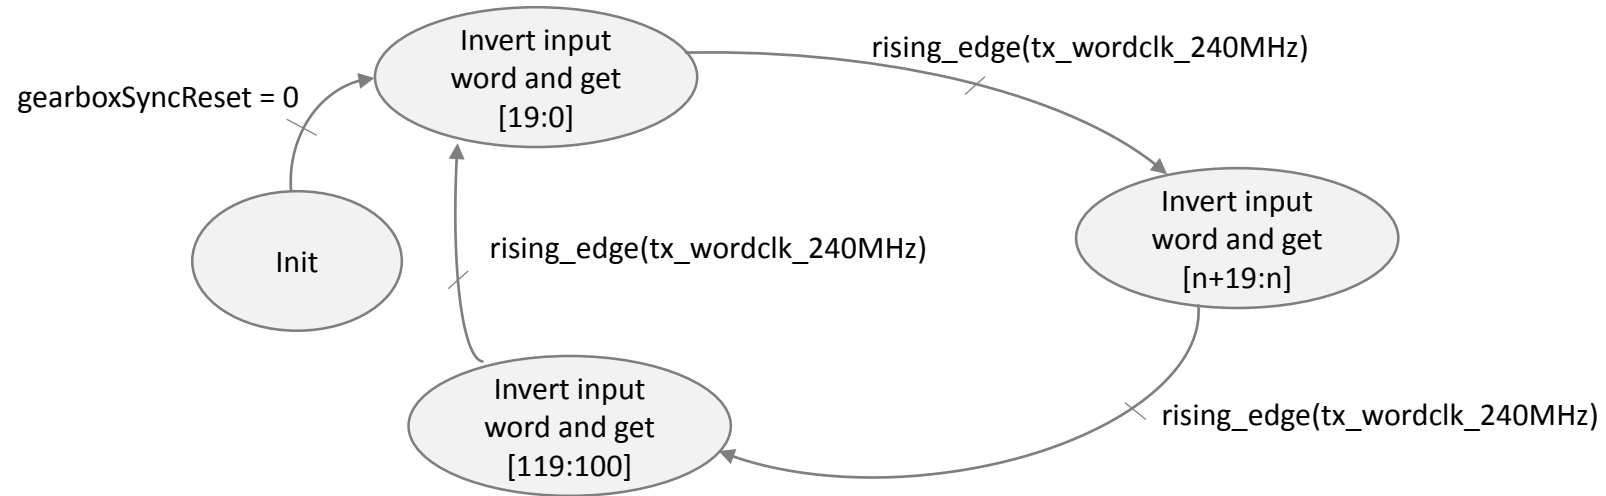 Invert input
word and get
[19:0]
rising_edge(tx_wordclk_240MHz)
gearboxSyncReset = 0
Invert input
word and get
[n+19:n]
rising_edge(tx_wordclk_240MHz)
Init
Invert input
word and get
[119:100]
rising_edge(tx_wordclk_240MHz)